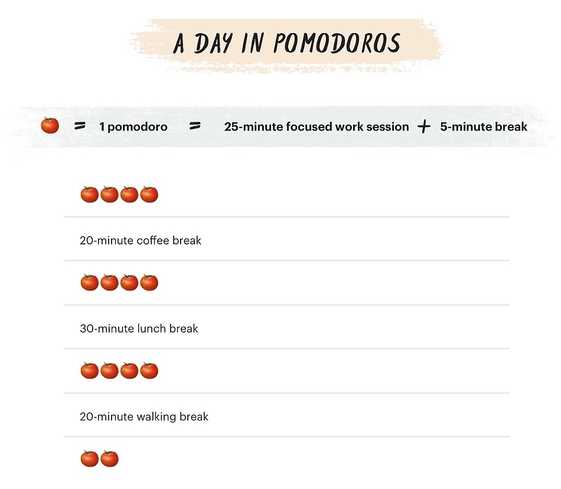 A DAY IN POMODOROS
= 1 pomodoro = 25-minute focused work session + 5-minute break
20-minute coffee break
30-minute lunch break
20-minute walking break